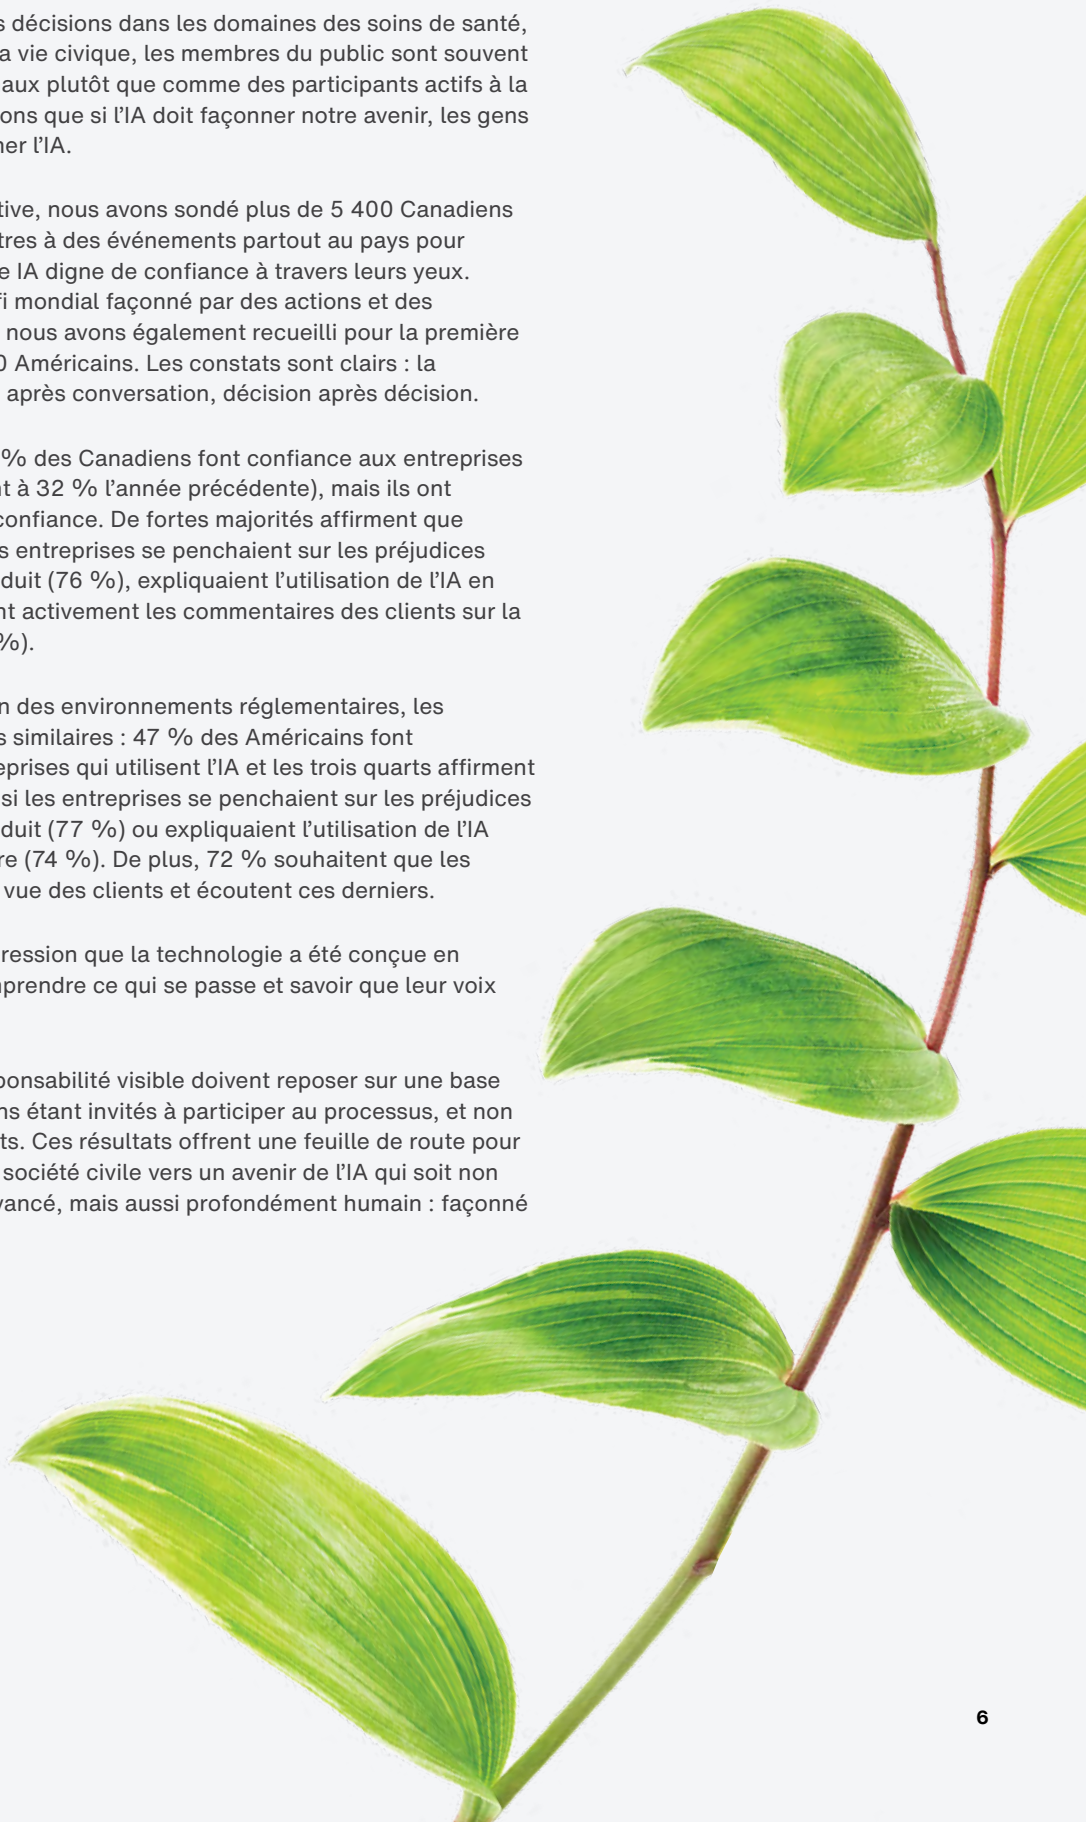 s décisions dans les domaines des soins de santé,
a vie civique, les membres du public sont souvent
aux plutôt que comme des participants actifs à la
ons que si l’IA doit façonner notre avenir, les gens
ner l’IA.
tive, nous avons sondé plus de 5 400 Canadiens
tres à des événements partout au pays pour
e IA digne de confiance à travers leurs yeux.
fi mondial façonné par des actions et des
nous avons également recueilli pour la première
0 Américains. Les constats sont clairs : la
après conversation, décision après décision.
% des Canadiens font confiance aux entreprises
nt à 32 % l’année précédente), mais ils ont
confiance. De fortes majorités affirment que
s entreprises se penchaient sur les préjudices
duit (76 %), expliquaient l’utilisation de l’IA en
nt activement les commentaires des clients sur la
%).
n des environnements réglementaires, les
s similaires : 47 % des Américains font
eprises qui utilisent l’IA et les trois quarts affirment
si les entreprises se penchaient sur les préjudices
duit (77 %) ou expliquaient l’utilisation de l’IA
re (74 %). De plus, 72 % souhaitent que les
vue des clients et écoutent ces derniers.
ression que la technologie a été conçue en
mprendre ce qui se passe et savoir que leur voix
ponsabilité visible doivent reposer sur une base
ns étant invités à participer au processus, et non
ts. Ces résultats offrent une feuille de route pour
société civile vers un avenir de l’IA qui soit non
vancé, mais aussi profondément humain : façonné
6